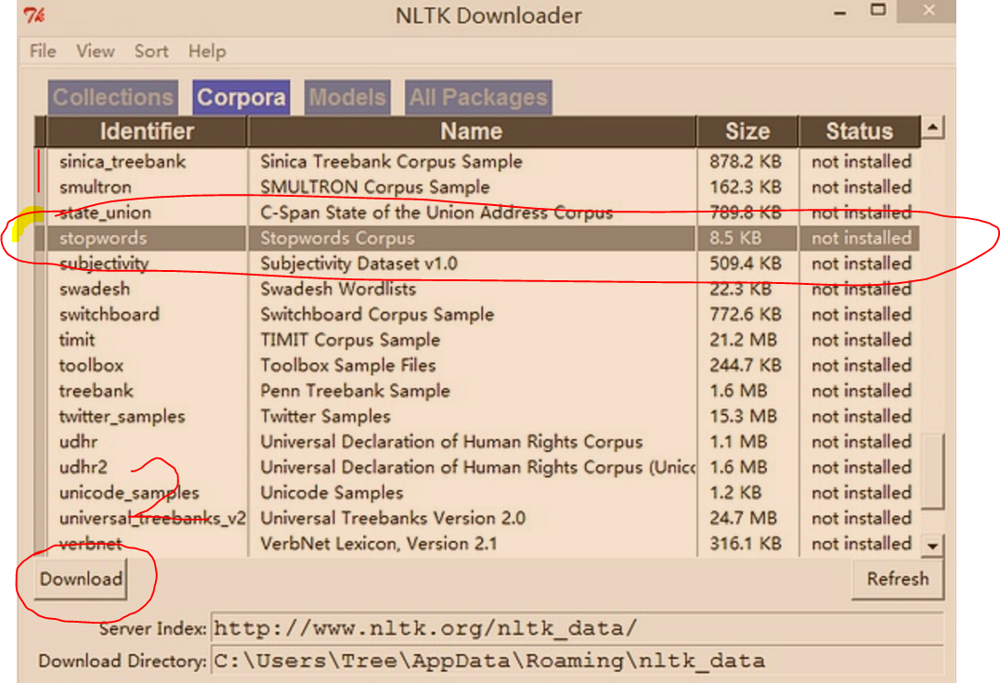 NLTK Downloader
File View Sort Help
Collections Corpora Models All Packages
Identifier Name Size Status
sinica_treebank Sinica Treebank Corpus Sample 878.2 KB not installed
smultron SMULTRON Corpus Sample 162.3 KB not installed
state_union C-Span State of the Union Address Corpus 789.8 KB not installed
stopwords Stopwords Corpus 8.5 KB not installed
subjectivity Subjectivity Dataset v1.0 509.4 KB not installed
swadesh Swadesh Wordlists 22.3 KB not installed
switchboard Switchboard Corpus Sample 772.6 KB not installed
timit TIMIT Corpus Sample 21.2 MB not installed
toolbox Toolbox Sample Files 244.7 KB not installed
treebank Penn Treebank Sample 1.6 MB not installed
twitter_samples Twitter Samples 15.3 MB not installed
udhr Universal Declaration of Human Rights Corpus 1.1 MB not installed
udhr2 Universal Declaration of Human Rights Corpus (Unicc 1.6 MB not installed
unicode_samples Unicode Samples 1.2 KB not installed
universal_treebanks_v2 Universal Treebanks Version 2.0 24.7 MB not installed
verbnet VerbNet Lexicon, Version 2.1 316.1 KB not installed
2
Download Refresh
Server Index: http://www.nltk.org/nltk_data/
Download Directory: C:\Users\Tree\AppData\Roaming\nltk_data